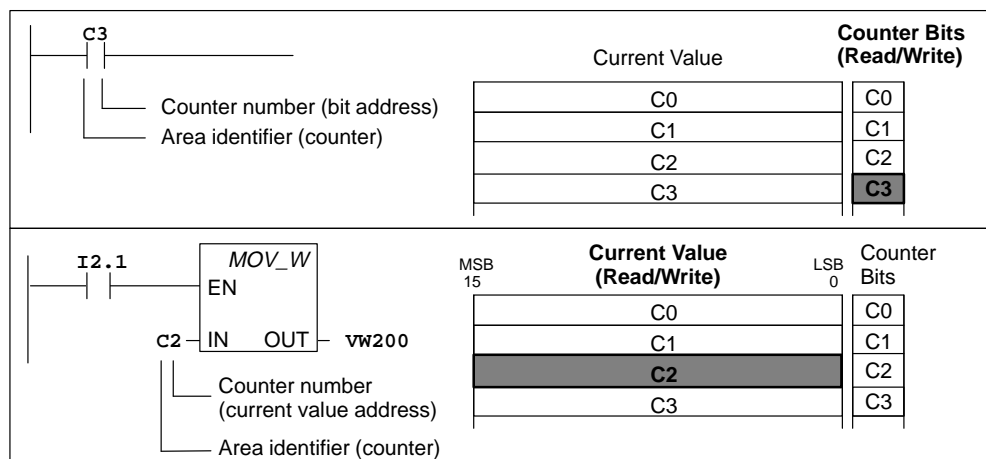 C3
Counter number (bit address)
Area identifier (counter)
Current Value
Counter Bits
(Read/Write)
C0 C0
C1 C1
C2 C2
C3 C3
I2.1
MOV_W
EN
C2 IN OUT VW200
Counter number
(current value address)
Area identifier (counter)
MSB
15
Current Value
(Read/Write)
LSB
0
Counter
Bits
C0 C0
C1 C1
C2 C2
C3 C3